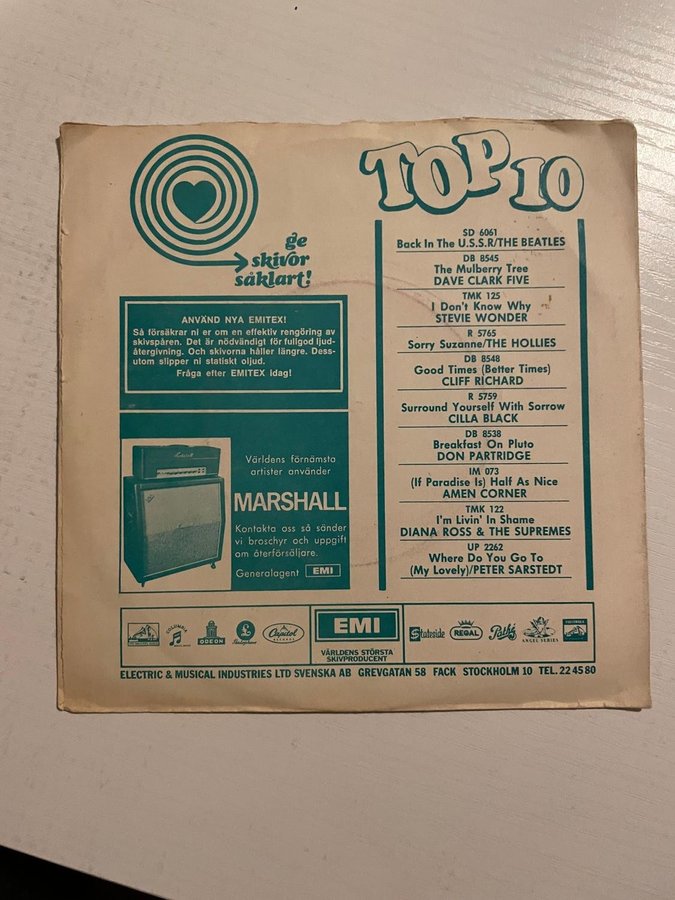 ge
skivor
såklart!
ANVÄND NYA EMITEX!
Så försäkrar ni er om en effektiv rengöring av
skivspåren. Det är nödvändigt för fullgod ljud-
återgivning. Och skivorna håller längre. Dess-
utom slipper ni statiskt oljud.
Fråga efter EMITEX idag!
Världens förnämsta
artister använder
MARSHALL
Kontakta oss så sänder
vi broschyr och uppgift
om återförsäljare.
Generalagent EMI
TOP 10
SD 6061
Back In The U.S.S.R/THE BEATLES
DB 8545
The Mulberry Tree
DAVE CLARK FIVE
TMK 125
I Don't Know Why
STEVIE WONDER
R 5765
Sorry Suzanne/THE HOLLIES
DB 8548
Good Times (Better Times)
CLIFF RICHARD
R 5759
Surround Yourself With Sorrow
CILLA BLACK
DB 8538
Breakfast On Pluto
DON PARTRIDGE
IM 073
(If Paradise Is) Half As Nice
AMEN CORNER
TMK 122
I'm Livin' In Shame
DIANA ROSS & THE SUPREMES
UP 2262
Where Do You Go To
(My Lovely)/PETER SARSTEDT
COLUMBIA
ODEON
Capitol
EMI
VÄRLDENS STÖRSTA
SKIVPRODUCENT
Stateside
REGAL
Pathé
ANGEL SERIES
ELECTRIC & MUSICAL INDUSTRIES LTD SVENSKA AB GREVGATAN 58 FACK STOCKHOLM 10 TEL. 22 45 80